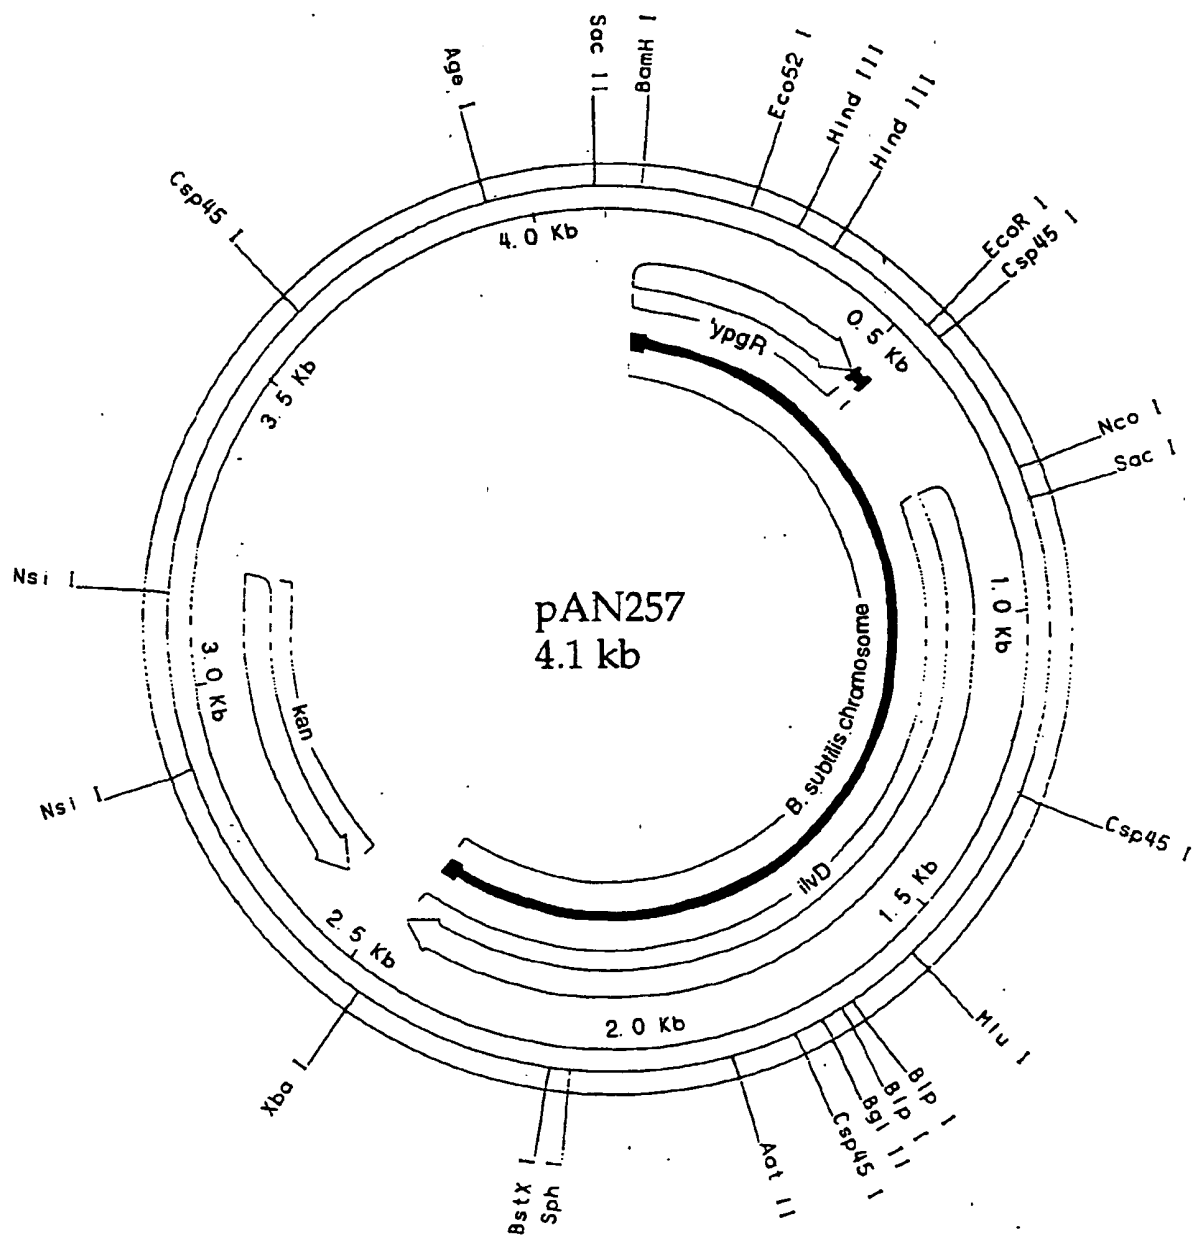 Sac II
BamH I
Eco52 I
Hind III
Hind III
EcoR I
Csp45 I
Nco I
Sac I
Csp45 I
Mlu I
Blp I
Blp I
Bgl II
Csp45 I
Aat II
Sph I
BstX I
Xba I
Nsi I
Nsi I
Csp45 I
Age I
4.0 Kb
0.5 Kb
1.0 Kb
1.5 Kb
2.0 Kb
2.5 Kb
3.0 Kb
3.5 Kb
'ypgR
B. subtilis chromosome
ilvD
kan
pAN257
4.1 kb